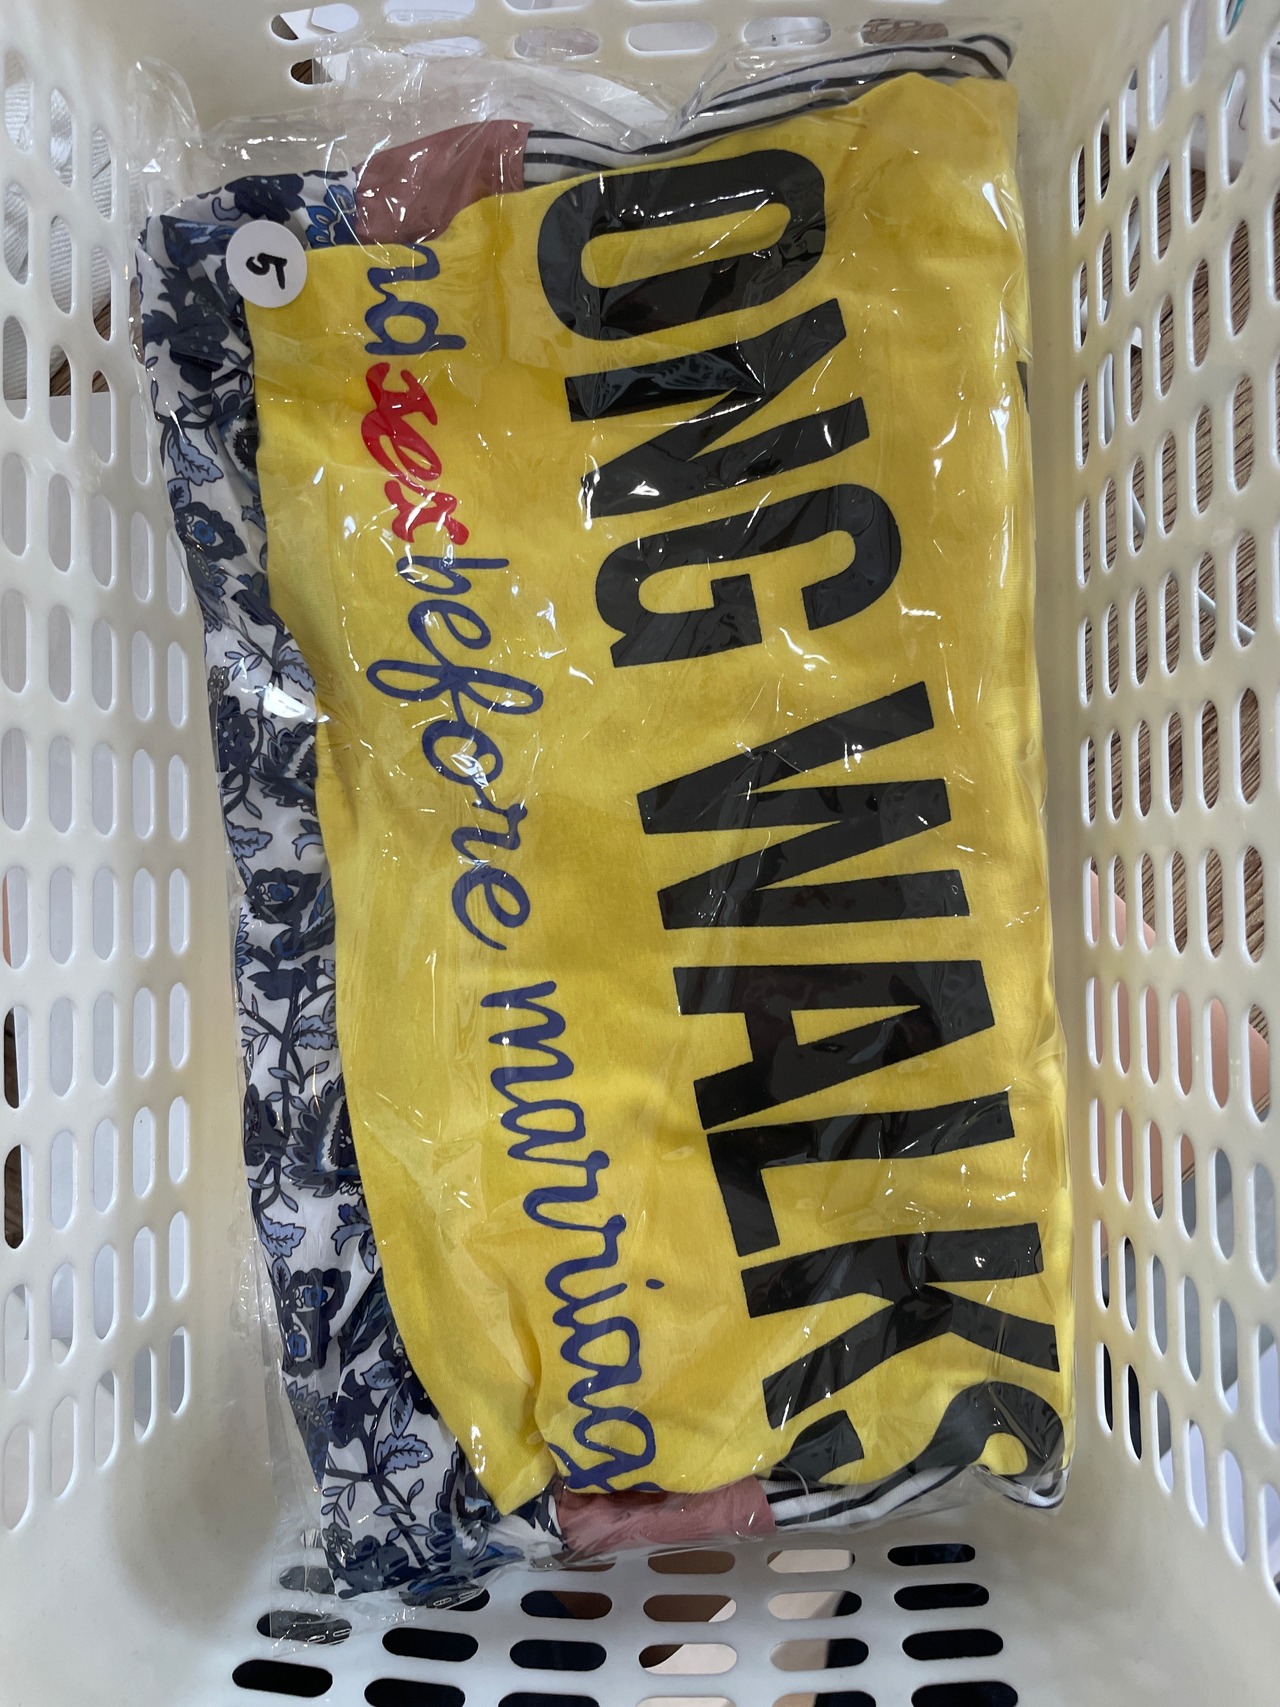 ONG WALKS,
nd sex before marriag
5